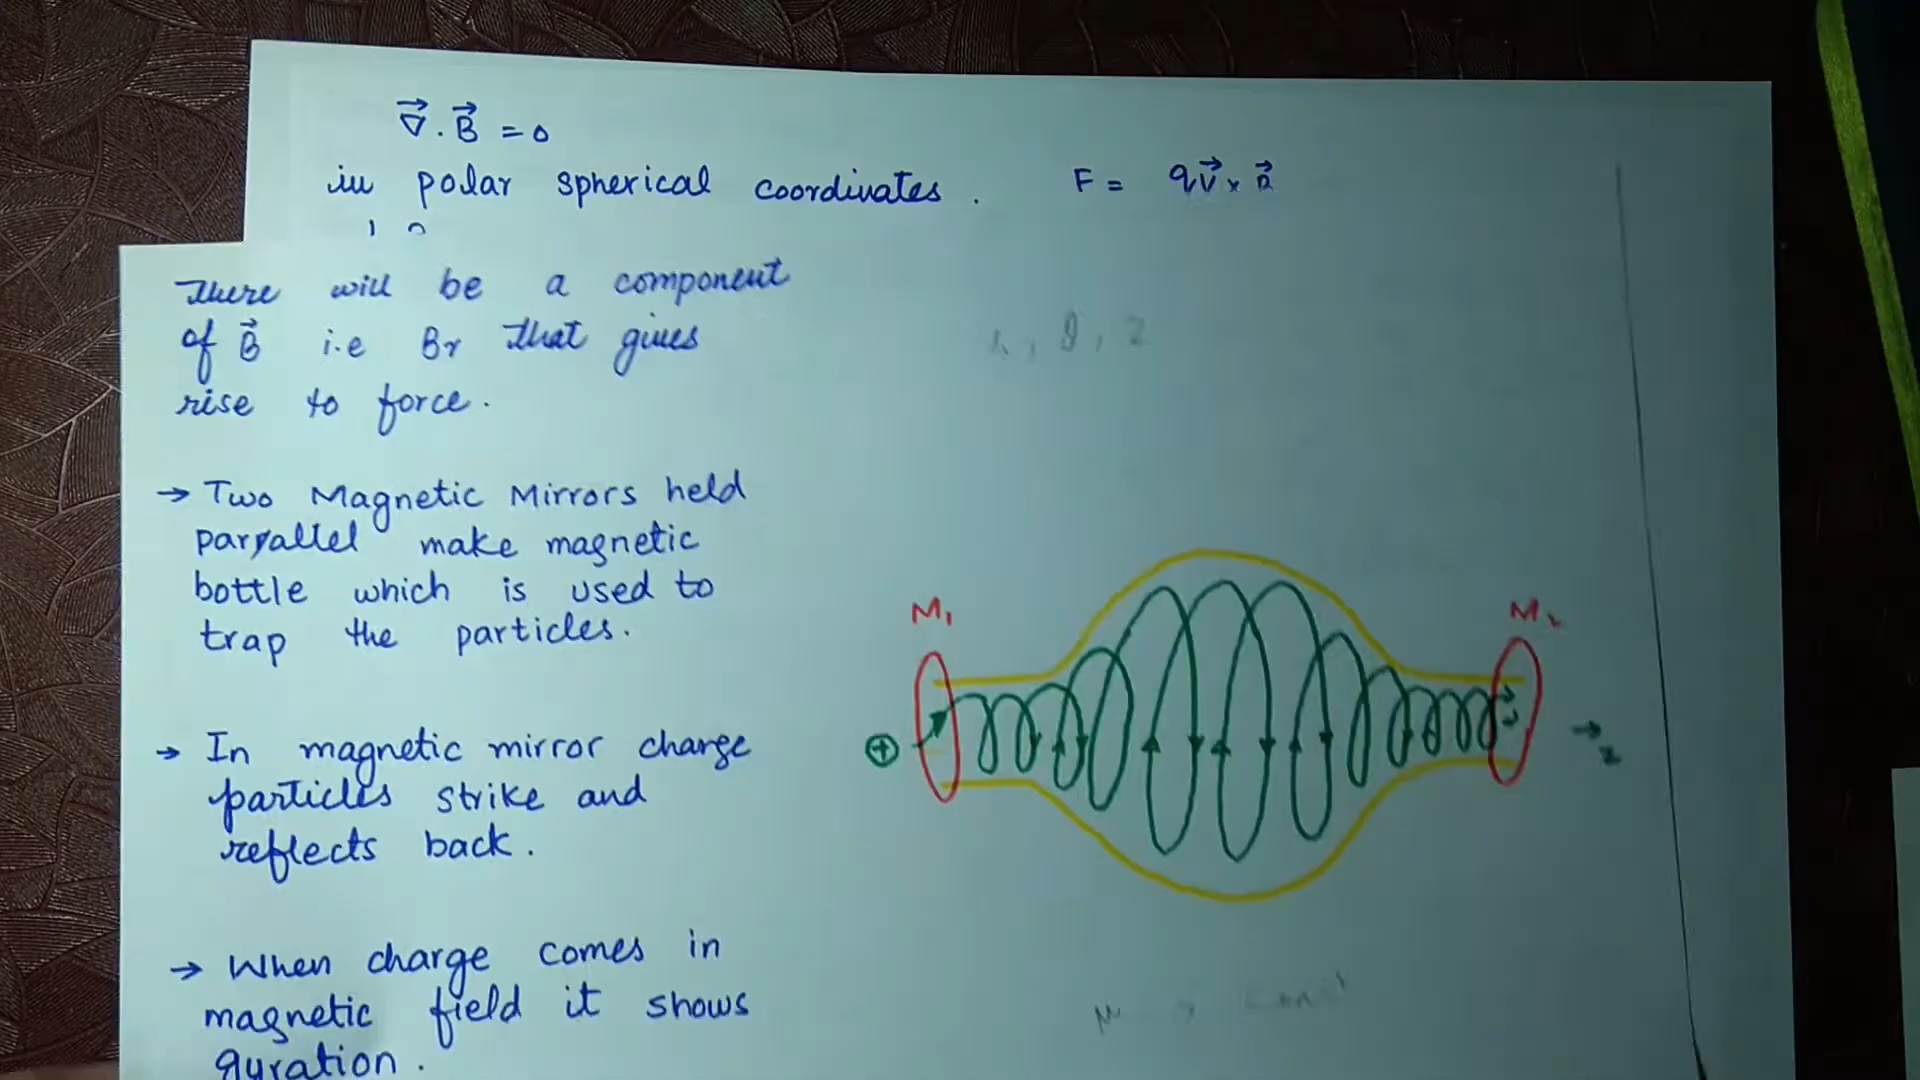 ∇⃗.B⃗ = 0
in polar spherical coordinates. F = qv⃗ × B⃗
There will be a component
of B⃗ i.e Br that gives
rise to force.
r, θ, z
→ Two Magnetic Mirrors held
parallel make magnetic
bottle which is used to
trap the particles.
M₁
M₂
+
z
→ In magnetic mirror charge
particles strike and
reflects back.
→ When charge comes in
magnetic field it shows
gyration.